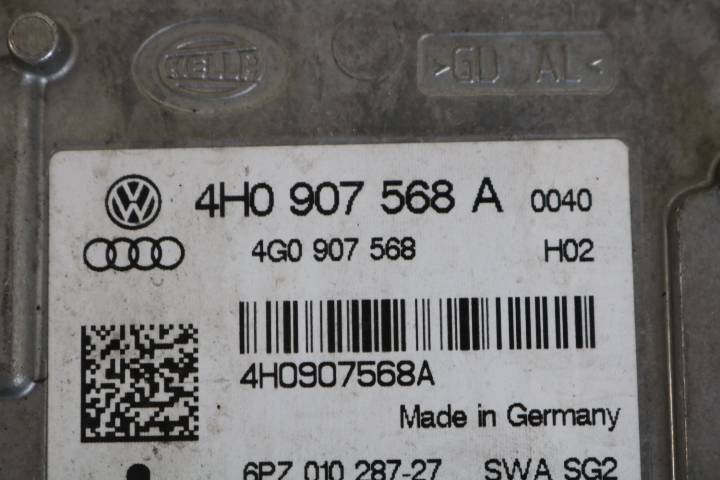 HELLA >GD AL<
4H0 907 568 A 0040
4G0 907 568 H02
4H0907568A
Made in Germany
6PZ 010 287-27 SWA SG2